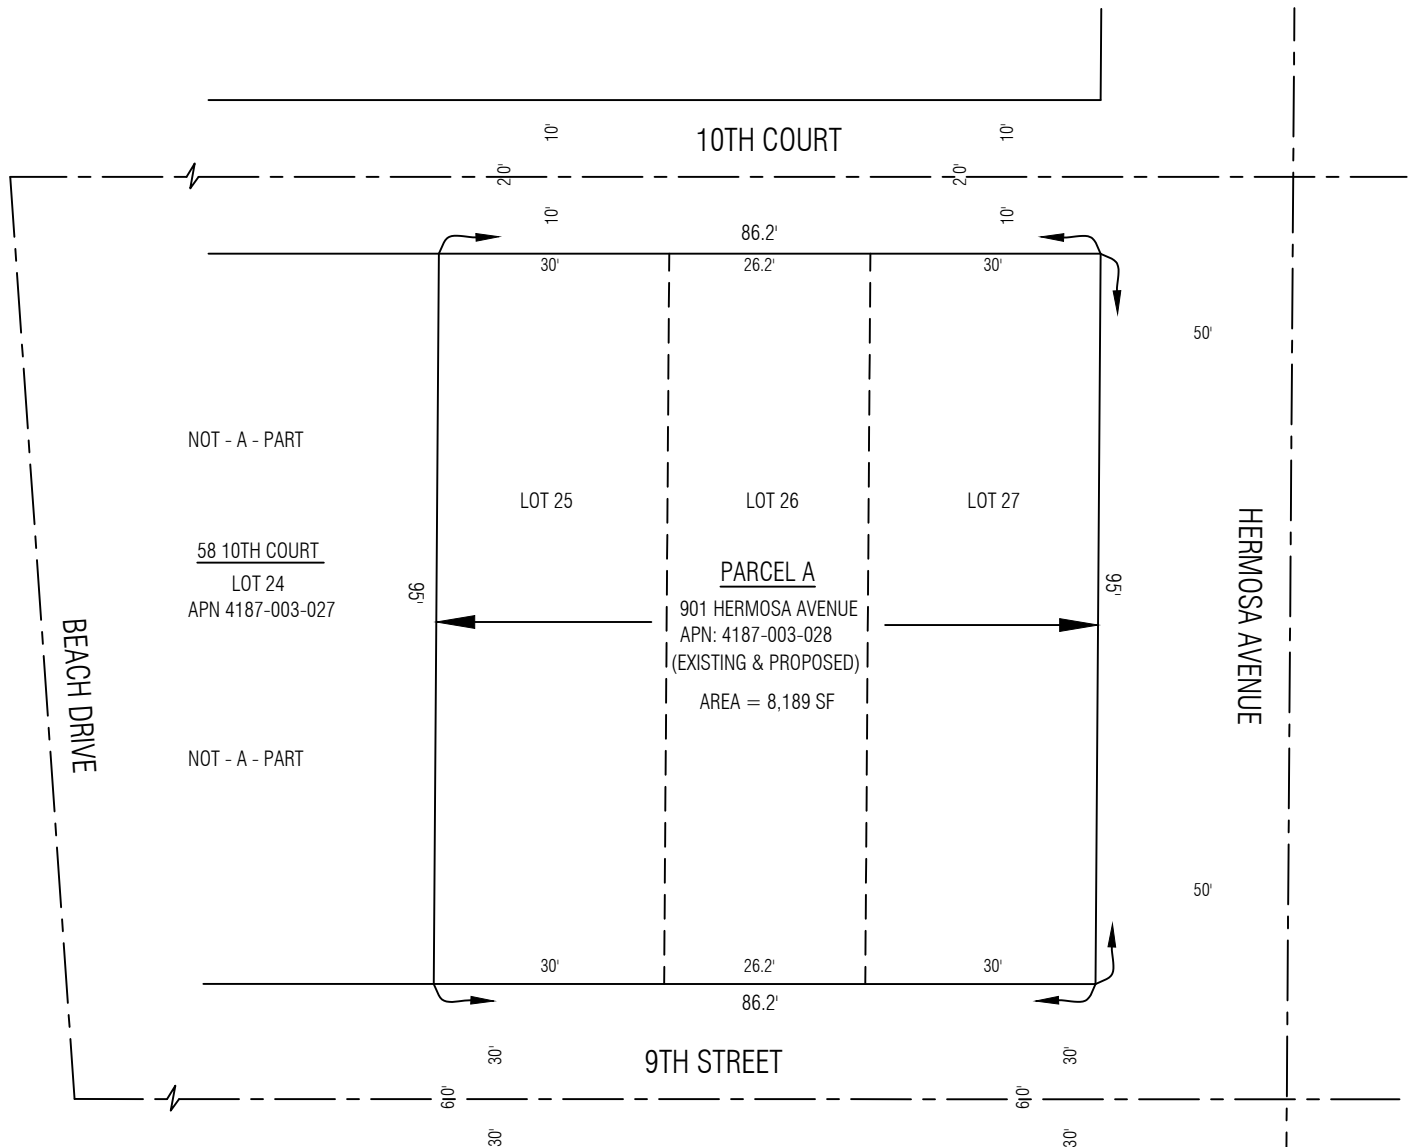 10'
10TH COURT
10'
20'
20'
10'
10'
86.2'
30'
26.2'
30'
50'
NOT - A - PART
LOT 25
LOT 26
LOT 27
58 10TH COURT
LOT 24
APN 4187-003-027
95'
PARCEL A
901 HERMOSA AVENUE
APN: 4187-003-028
(EXISTING & PROPOSED)
AREA = 8,189 SF
95'
HERMOSA AVENUE
BEACH DRIVE
NOT - A - PART
50'
30'
26.2'
30'
86.2'
30'
9TH STREET
30'
60'
60'
30'
30'